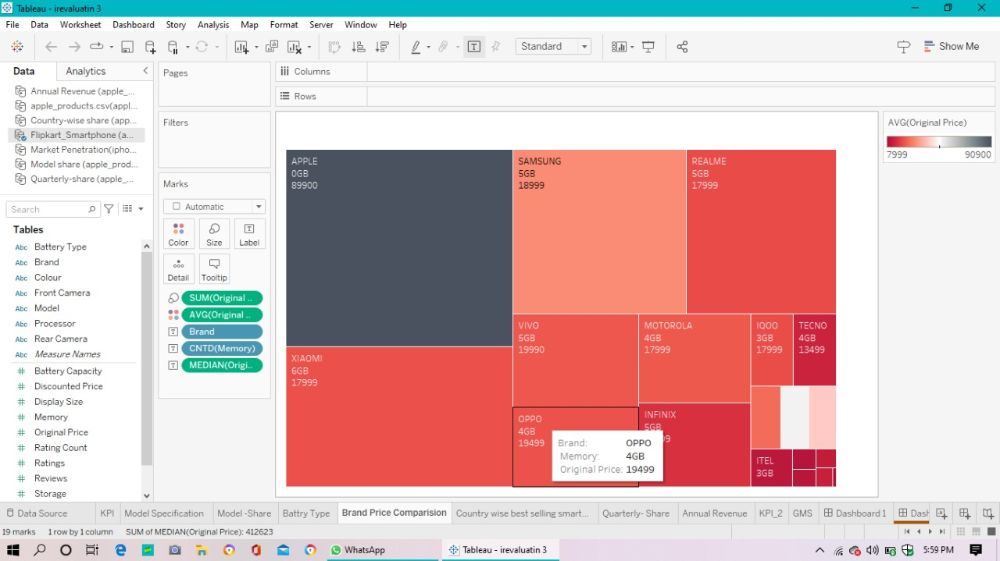 Tableau - irevaluatin 3
File Data Worksheet Dashboard Story Analysis Map Format Server Window Help
Standard
Show Me
Data Analytics
Annual Revenue (apple_...
apple_products.csv(appl...
Country-wise share (app...
Flipkart_Smartphone (a...
Market Penetration(ipho...
Model share (apple_prod...
Quarterly-share (apple_...
Search
Tables
Abc Battery Type
Abc Brand
Abc Colour
Abc Front Camera
Abc Model
Abc Processor
Abc Rear Camera
Abc Measure Names
# Battery Capacity
# Discounted Price
# Display Size
# Memory
# Original Price
# Rating Count
# Ratings
# Reviews
# Storage
Pages
Filters
Marks
Automatic
Color Size Label
Detail Tooltip
SUM(Original ..
AVG(Original ..
Brand
CNTD(Memory)
MEDIAN(Origi..
Columns
Rows
APPLE
0GB
89900
SAMSUNG
5GB
18999
REALME
5GB
17999
XIAOMI
6GB
17999
VIVO
5GB
19990
MOTOROLA
4GB
17999
IQOO
3GB
17999
TECNO
4GB
13499
OPPO
4GB
19499
INFINIX
5GB
99
ITEL
3GB
Brand: OPPO
Memory: 4GB
Original Price: 19499
AVG(Original Price)
7999 90900
Data Source KPI Model Specification Model -Share Battry Type Brand Price Comparision Country wise best selling smart... Quarterly- Share Annual Revenue KPI_2 GMS Dashboard 1 Dash
19 marks 1 row by 1 column SUM of MEDIAN(Original Price): 412623
WhatsApp Tableau - irevaluatin 3 5:59 PM